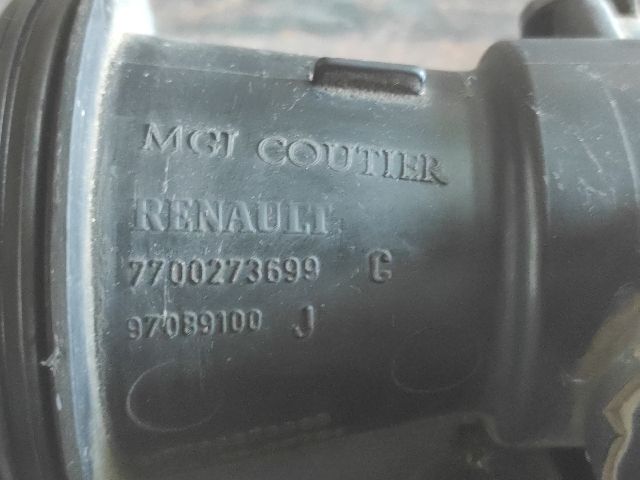 MGI COUTIER
RENAULT
7700273699 C
97089100 J